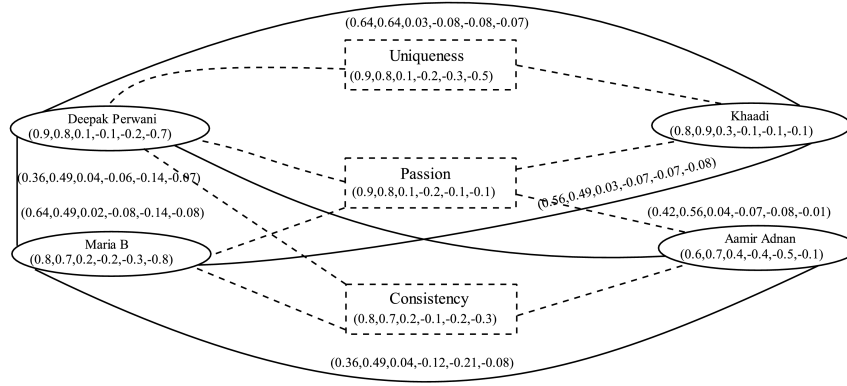 (0.64,0.64,0.03,-0.08,-0.08,-0.07)
Uniqueness
(0.9,0.8,0.1,-0.2,-0.3,-0.5)
Deepak Perwani
(0.9,0.8,0.1,-0.1,-0.2,-0.7)
Khaadi
(0.8,0.9,0.3,-0.1,-0.1,-0.1)
(0.36,0.49,0.04,-0.06,-0.14,-0.07)
Passion
(0.9,0.8,0.1,-0.2,-0.1,-0.1)
(0.56,0.49,0.03,-0.07,-0.07,-0.08)
(0.64,0.49,0.02,-0.08,-0.14,-0.08)
(0.42,0.56,0.04,-0.07,-0.08,-0.01)
Maria B
(0.8,0.7,0.2,-0.2,-0.3,-0.8)
Aamir Adnan
(0.6,0.7,0.4,-0.4,-0.5,-0.1)
Consistency
(0.8,0.7,0.2,-0.1,-0.2,-0.3)
(0.36,0.49,0.04,-0.12,-0.21,-0.08)